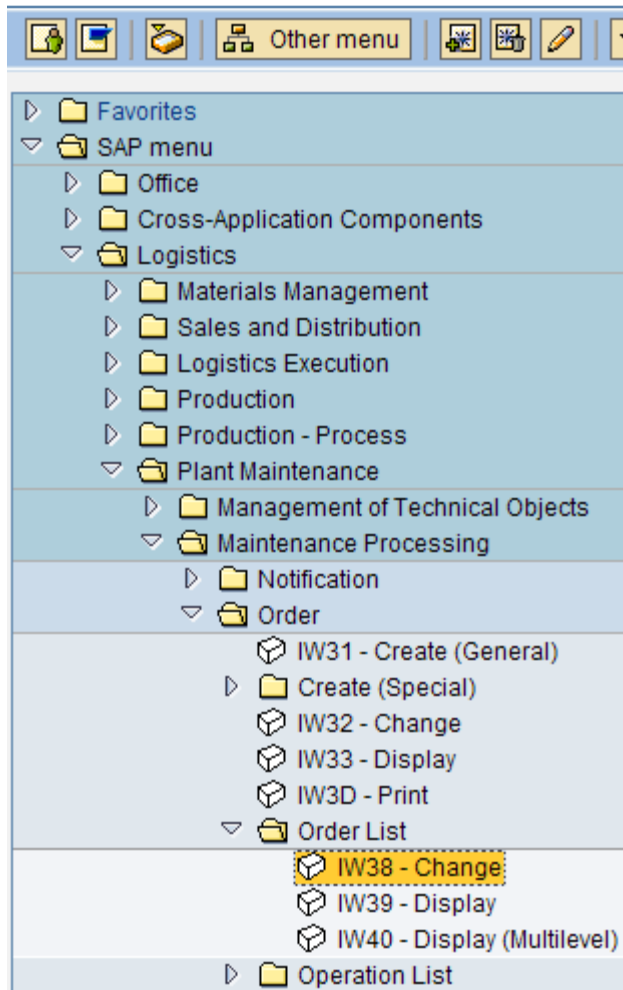 Other menu
Favorites
SAP menu
Office
Cross-Application Components
Logistics
Materials Management
Sales and Distribution
Logistics Execution
Production
Production - Process
Plant Maintenance
Management of Technical Objects
Maintenance Processing
Notification
Order
IW31 - Create (General)
Create (Special)
IW32 - Change
IW33 - Display
IW3D - Print
Order List
IW38 - Change
IW39 - Display
IW40 - Display (Multilevel)
Operation List